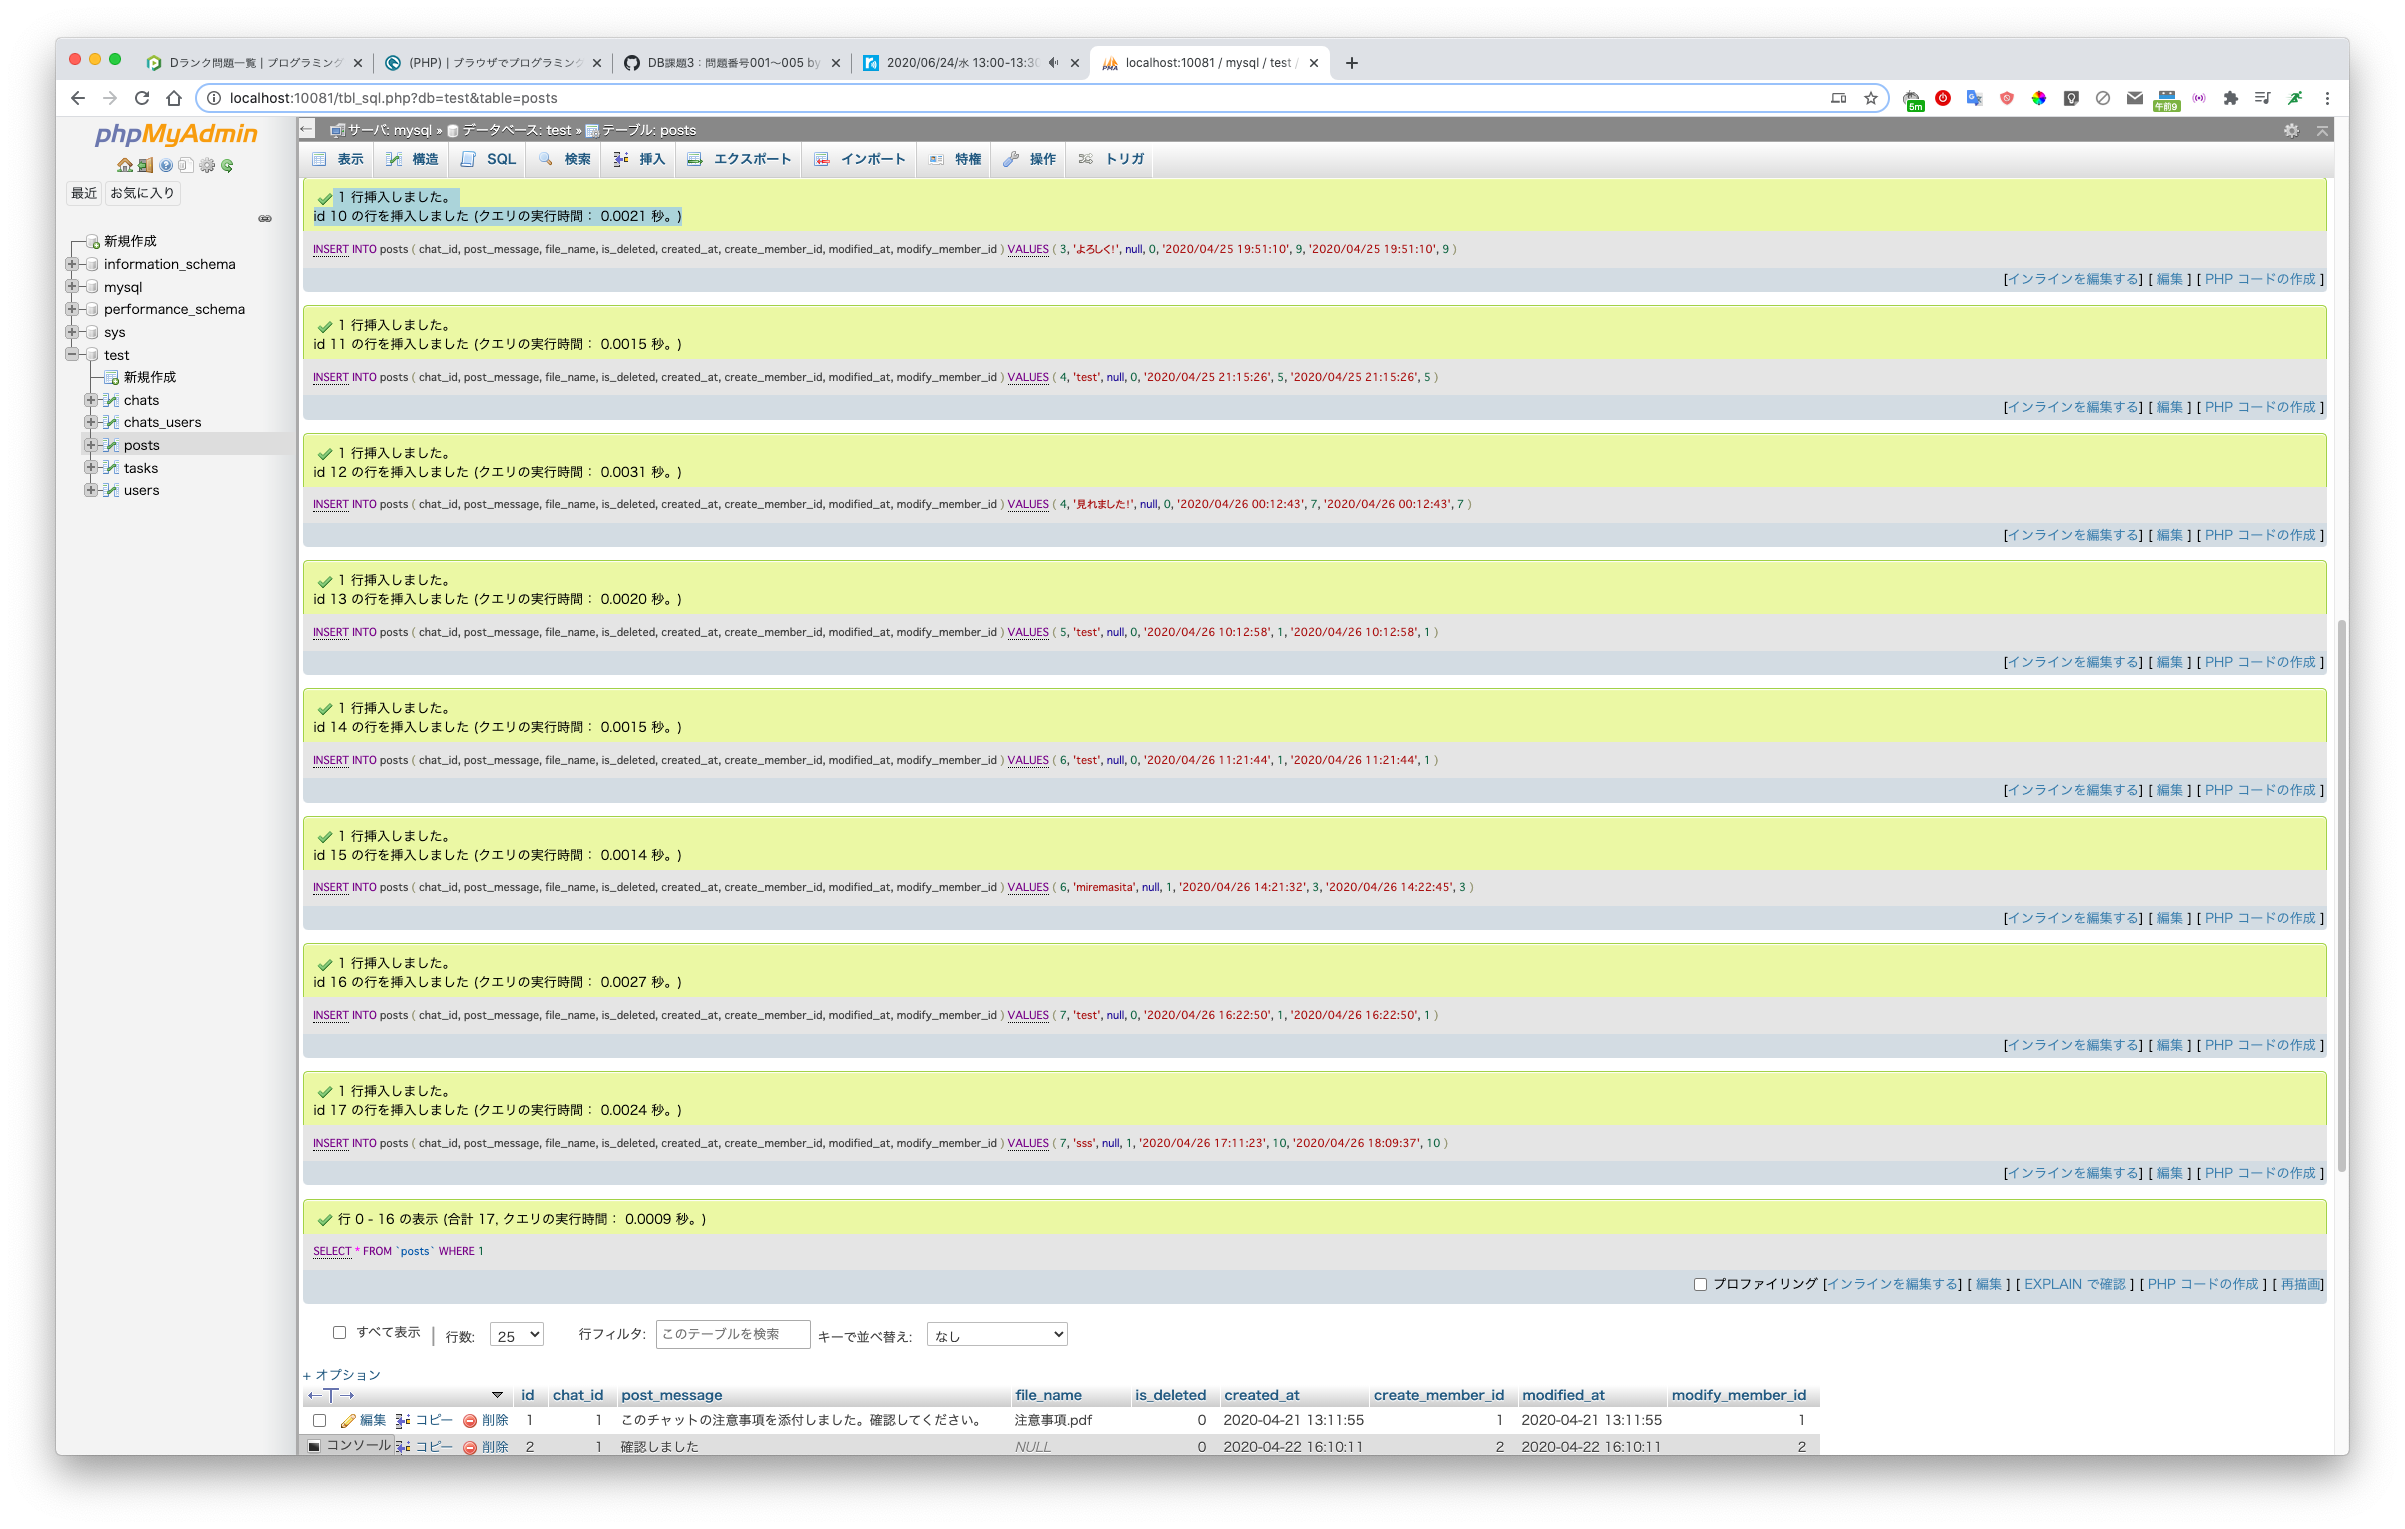 Dランク問題一覧 | プログラミング
(PHP) | ブラウザでプログラミング
DB課題3：問題番号001〜005 by
2020/06/24/水 13:00-13:30
localhost:10081 / mysql / test /
localhost:10081/tbl_sql.php?db=test&table=posts
5m
午前9
phpMyAdmin
最近 お気に入り
新規作成
information_schema
mysql
performance_schema
sys
test
新規作成
chats
chats_users
posts
tasks
users
サーバ: mysql » データベース: test » テーブル: posts
表示 構造 SQL 検索 挿入 エクスポート インポート 特権 操作 トリガ
1 行挿入しました。
id 10 の行を挿入しました (クエリの実行時間： 0.0021 秒。)
INSERT INTO posts ( chat_id, post_message, file_name, is_deleted, created_at, create_member_id, modified_at, modify_member_id ) VALUES ( 3, 'よろしく!', null, 0, '2020/04/25 19:51:10', 9, '2020/04/25 19:51:10', 9 )
[インラインを編集する] [ 編集 ] [ PHP コードの作成 ]
1 行挿入しました。
id 11 の行を挿入しました (クエリの実行時間： 0.0015 秒。)
INSERT INTO posts ( chat_id, post_message, file_name, is_deleted, created_at, create_member_id, modified_at, modify_member_id ) VALUES ( 4, 'test', null, 0, '2020/04/25 21:15:26', 5, '2020/04/25 21:15:26', 5 )
[インラインを編集する] [ 編集 ] [ PHP コードの作成 ]
1 行挿入しました。
id 12 の行を挿入しました (クエリの実行時間： 0.0031 秒。)
INSERT INTO posts ( chat_id, post_message, file_name, is_deleted, created_at, create_member_id, modified_at, modify_member_id ) VALUES ( 4, '見れました!', null, 0, '2020/04/26 00:12:43', 7, '2020/04/26 00:12:43', 7 )
[インラインを編集する] [ 編集 ] [ PHP コードの作成 ]
1 行挿入しました。
id 13 の行を挿入しました (クエリの実行時間： 0.0020 秒。)
INSERT INTO posts ( chat_id, post_message, file_name, is_deleted, created_at, create_member_id, modified_at, modify_member_id ) VALUES ( 5, 'test', null, 0, '2020/04/26 10:12:58', 1, '2020/04/26 10:12:58', 1 )
[インラインを編集する] [ 編集 ] [ PHP コードの作成 ]
1 行挿入しました。
id 14 の行を挿入しました (クエリの実行時間： 0.0015 秒。)
INSERT INTO posts ( chat_id, post_message, file_name, is_deleted, created_at, create_member_id, modified_at, modify_member_id ) VALUES ( 6, 'test', null, 0, '2020/04/26 11:21:44', 1, '2020/04/26 11:21:44', 1 )
[インラインを編集する] [ 編集 ] [ PHP コードの作成 ]
1 行挿入しました。
id 15 の行を挿入しました (クエリの実行時間： 0.0014 秒。)
INSERT INTO posts ( chat_id, post_message, file_name, is_deleted, created_at, create_member_id, modified_at, modify_member_id ) VALUES ( 6, 'miremasita', null, 1, '2020/04/26 14:21:32', 3, '2020/04/26 14:22:45', 3 )
[インラインを編集する] [ 編集 ] [ PHP コードの作成 ]
1 行挿入しました。
id 16 の行を挿入しました (クエリの実行時間： 0.0027 秒。)
INSERT INTO posts ( chat_id, post_message, file_name, is_deleted, created_at, create_member_id, modified_at, modify_member_id ) VALUES ( 7, 'test', null, 0, '2020/04/26 16:22:50', 1, '2020/04/26 16:22:50', 1 )
[インラインを編集する] [ 編集 ] [ PHP コードの作成 ]
1 行挿入しました。
id 17 の行を挿入しました (クエリの実行時間： 0.0024 秒。)
INSERT INTO posts ( chat_id, post_message, file_name, is_deleted, created_at, create_member_id, modified_at, modify_member_id ) VALUES ( 7, 'sss', null, 1, '2020/04/26 17:11:23', 10, '2020/04/26 18:09:37', 10 )
[インラインを編集する] [ 編集 ] [ PHP コードの作成 ]
行 0 - 16 の表示 (合計 17, クエリの実行時間： 0.0009 秒。)
SELECT * FROM `posts` WHERE 1
プロファイリング [インラインを編集する] [ 編集 ] [ EXPLAIN で確認 ] [ PHP コードの作成 ] [ 再描画]
すべて表示 | 行数: 25 行フィルタ: このテーブルを検索 キーで並べ替え: なし
+ オプション
←T→ id chat_id post_message file_name is_deleted created_at create_member_id modified_at modify_member_id
編集 コピー 削除 1 1 このチャットの注意事項を添付しました。確認してください。 注意事項.pdf 0 2020-04-21 13:11:55 1 2020-04-21 13:11:55 1
コンソール コピー 削除 2 1 確認しました NULL 0 2020-04-22 16:10:11 2 2020-04-22 16:10:11 2